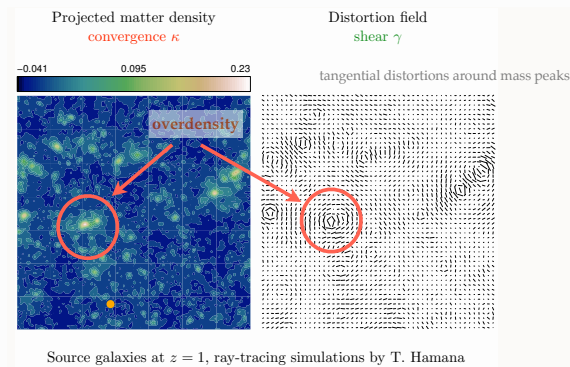 Projected matter density
convergence κ
Distortion field
shear γ
−0.041 0.095 0.23
tangential distortions around mass peaks
overdensity
Source galaxies at z = 1, ray-tracing simulations by T. Hamana